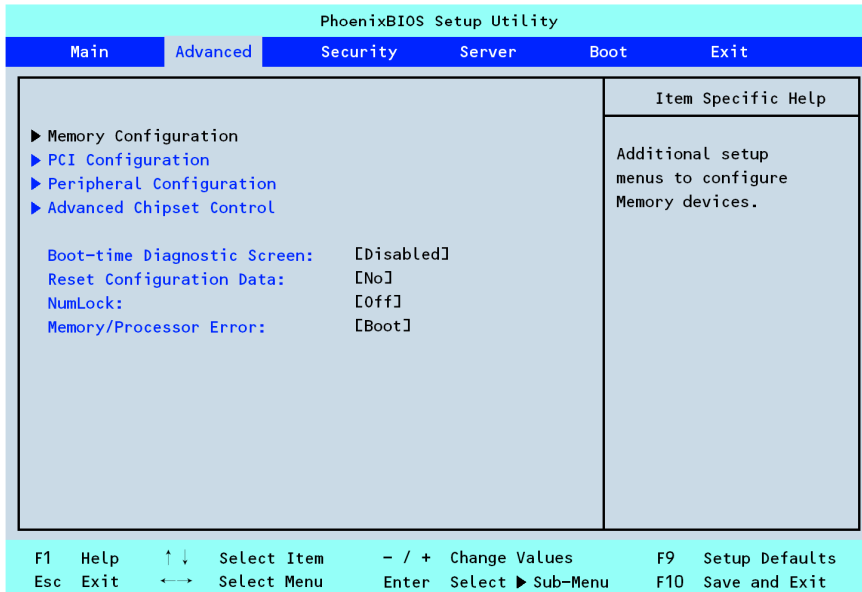 PhoenixBIOS Setup Utility
Main Advanced Security Server Boot Exit
Item Specific Help
▶ Memory Configuration
▶ PCI Configuration
▶ Peripheral Configuration
▶ Advanced Chipset Control
Additional setup
menus to configure
Memory devices.
Boot-time Diagnostic Screen: [Disabled]
Reset Configuration Data: [No]
NumLock: [Off]
Memory/Processor Error: [Boot]
F1 Help ↑↓ Select Item - / + Change Values F9 Setup Defaults
Esc Exit ←→ Select Menu Enter Select ▶ Sub-Menu F10 Save and Exit